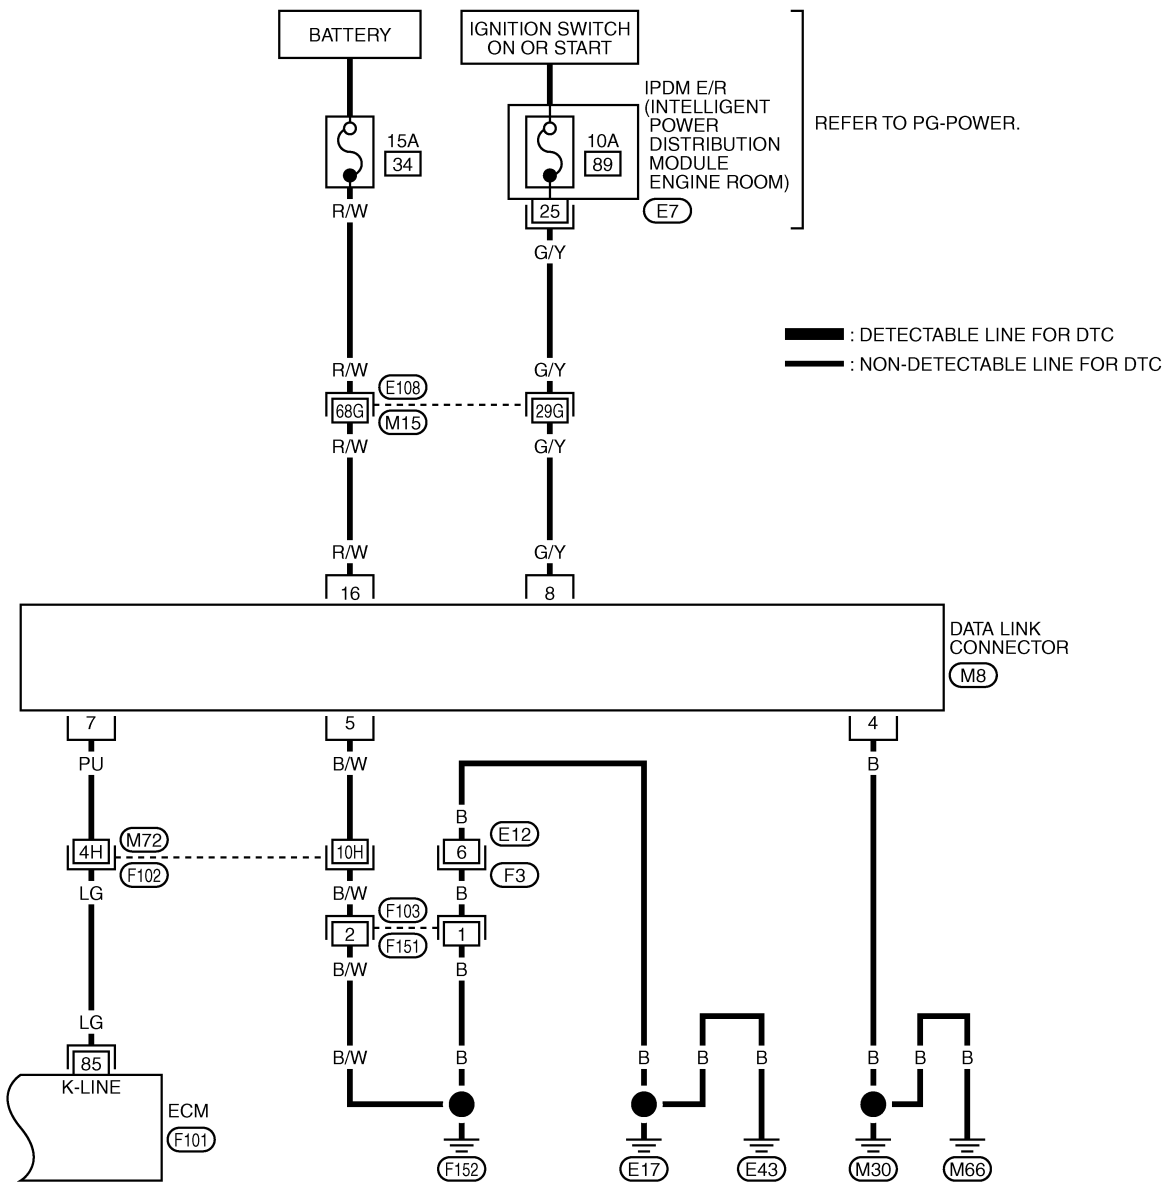 BATTERY
IGNITION SWITCH
ON OR START
IPDM E/R
(INTELLIGENT
POWER
DISTRIBUTION
MODULE
ENGINE ROOM)
E7
REFER TO PG-POWER.
15A
34
10A
89
25
R/W
G/Y
: DETECTABLE LINE FOR DTC
: NON-DETECTABLE LINE FOR DTC
R/W
G/Y
E108
68G
29G
M15
R/W
G/Y
R/W
G/Y
16
8
DATA LINK
CONNECTOR
M8
7
5
4
PU
B/W
B
B
M72
E12
4H
10H
6
F102
F3
LG
B/W
B
F103
2
1
F151
B/W
B
LG
B/W
B
B
B
B
B
B
B
85
K-LINE
ECM
F101
F152
E17
E43
M30
M66